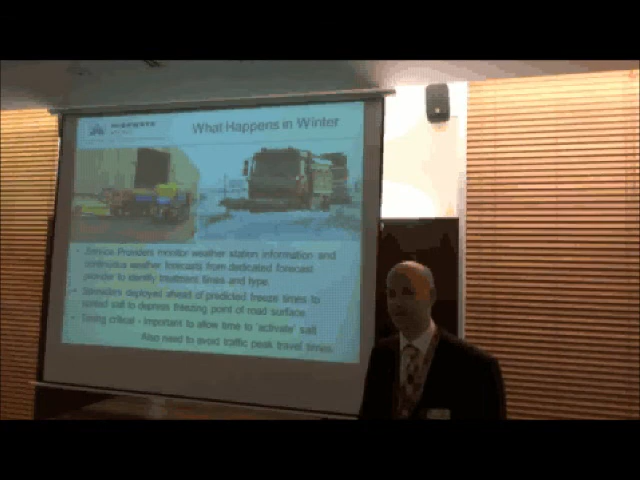 What Happens in Winter
• Service Providers monitor weather station information and
continuous weather forecasts from dedicated forecast
provider to identify treatment times and type
• Spreaders deployed ahead of predicted freeze times to
spread salt to depress freezing point of road surface.
• Timing critical - important to allow time to 'activate' salt
Also need to avoid traffic peak travel times